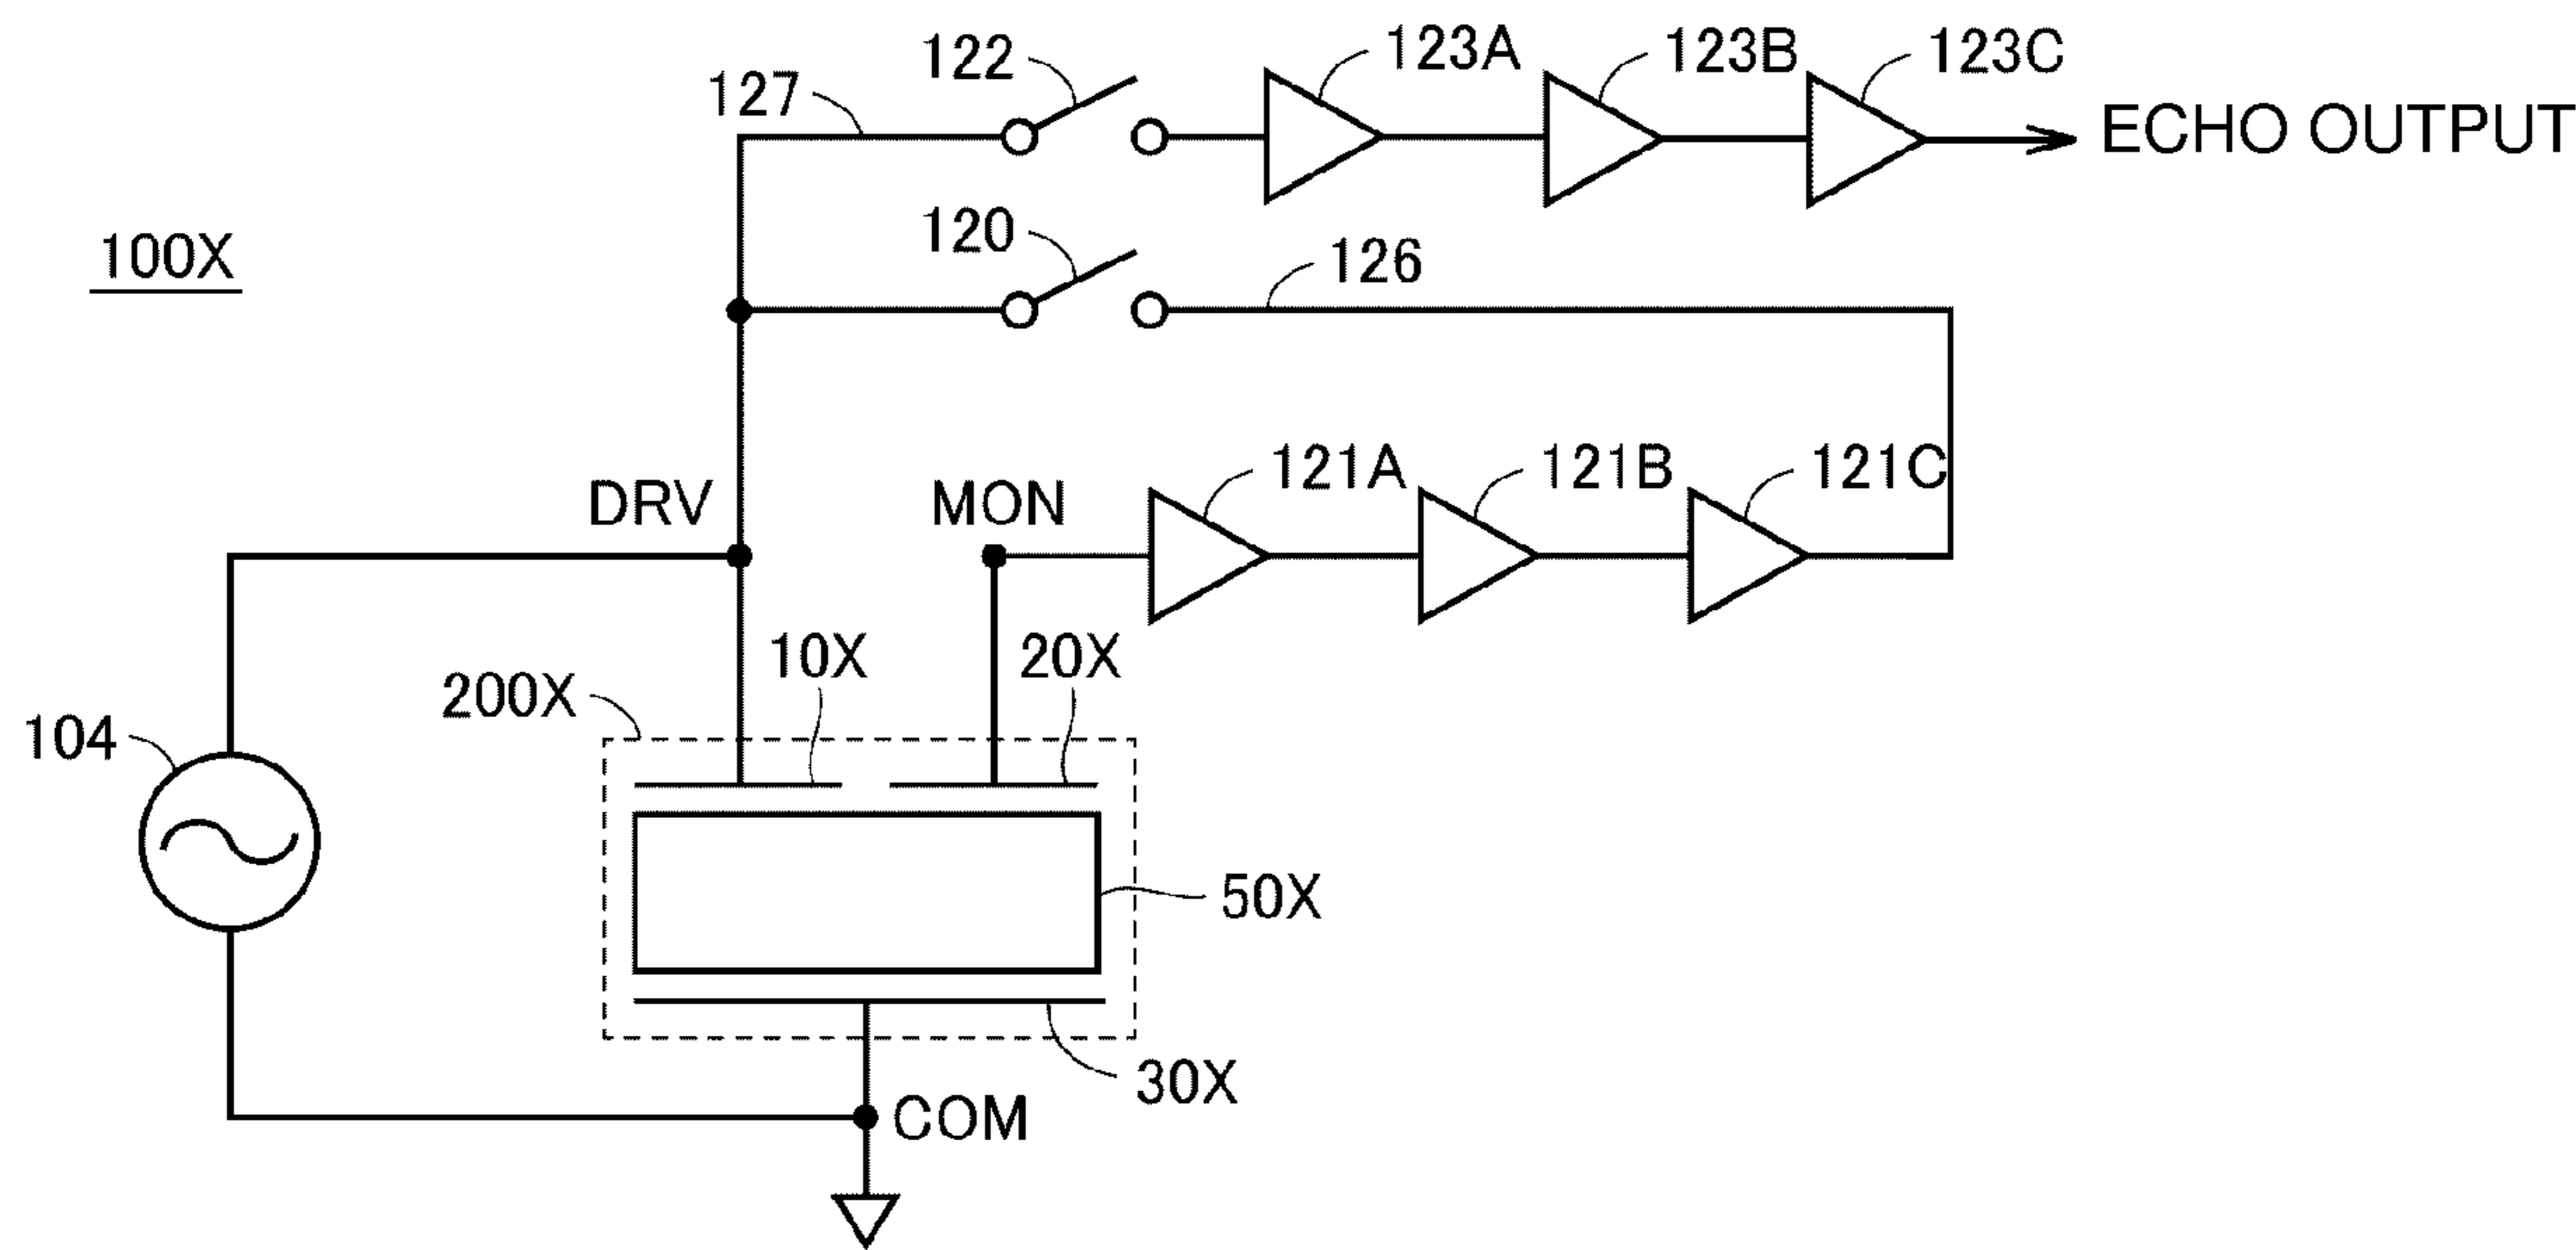 122
123A
123B
123C
127
ECHO OUTPUT
120
100X
126
121A
121B
121C
DRV
MON
10X
20X
200X
104
50X
30X
COM